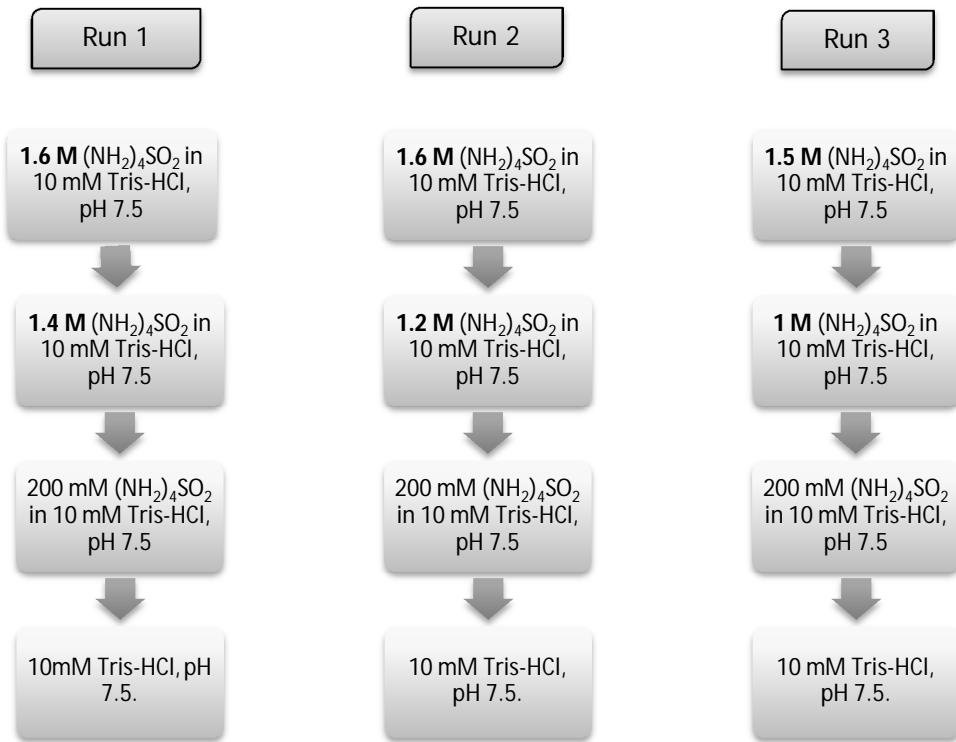 Run 1
1.6 M (NH₂)₄SO₂ in
10 mM Tris-HCl,
pH 7.5
1.4 M (NH₂)₄SO₂ in
10 mM Tris-HCl,
pH 7.5
200 mM (NH₂)₄SO₂
in 10 mM Tris-HCl,
pH 7.5
10mM Tris-HCl, pH
7.5.
Run 2
1.6 M (NH₂)₄SO₂ in
10 mM Tris-HCl,
pH 7.5
1.2 M (NH₂)₄SO₂ in
10 mM Tris-HCl,
pH 7.5
200 mM (NH₂)₄SO₂
in 10 mM Tris-HCl,
pH 7.5
10 mM Tris-HCl,
pH 7.5.
Run 3
1.5 M (NH₂)₄SO₂ in
10 mM Tris-HCl,
pH 7.5
1 M (NH₂)₄SO₂ in
10 mM Tris-HCl,
pH 7.5
200 mM (NH₂)₄SO₂
in 10 mM Tris-HCl,
pH 7.5
10 mM Tris-HCl,
pH 7.5.